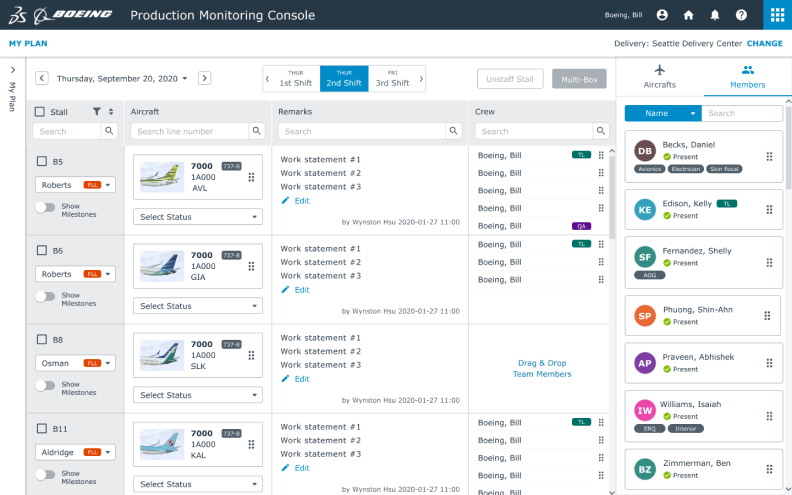 BOEING Production Monitoring Console Boeing, Bill
MY PLAN Delivery: Seattle Delivery Center CHANGE
My Plan
Thursday, September 20, 2020
THUR
1st Shift
THUR
2nd Shift
FRI
3rd Shift
Unstaff Stall Multi-Box
Aircrafts Members
Stall Aircraft Remarks Crew
Search Search line number Search Search
B5
Roberts FLL
Show
Milestones
7000 737-8
1A000
AVL
Select Status
Work statement #1
Work statement #2
Work statement #3
Edit
by Wynston Hsu 2020-01-27 11:00
Boeing, Bill TL
Boeing, Bill
Boeing, Bill
Boeing, Bill
Boeing, Bill QA
B6
Roberts FLL
Show
Milestones
7000 737-8
1A000
GIA
Select Status
Work statement #1
Work statement #2
Work statement #3
Edit
by Wynston Hsu 2020-01-27 11:00
Boeing, Bill TL
Boeing, Bill
Boeing, Bill
B8
Osman FLL
Show
Milestones
7000 737-8
1A000
SLK
Select Status
Work statement #1
Work statement #2
Work statement #3
Edit
by Wynston Hsu 2020-01-27 11:00
Drag & Drop
Team Members
B11
Aldridge FLL
Show
Milestones
7000 737-8
1A000
KAL
Select Status
Work statement #1
Work statement #2
Work statement #3
Edit
by Wynston Hsu 2020-01-27 11:00
Boeing, Bill TL
Boeing, Bill
Boeing, Bill
Boeing, Bill
Boeing, Bill
Name Search
DB Becks, Daniel
Present
Avionics Electrician Skin Focal
KE Edison, Kelly TL
Present
SF Fernandez, Shelly
Present
AOG
SP Phuong, Shin-Ahn
Present
AP Praveen, Abhishek
Present
IW Williams, Isaiah
Present
ERQ Interior
BZ Zimmerman, Ben
Present